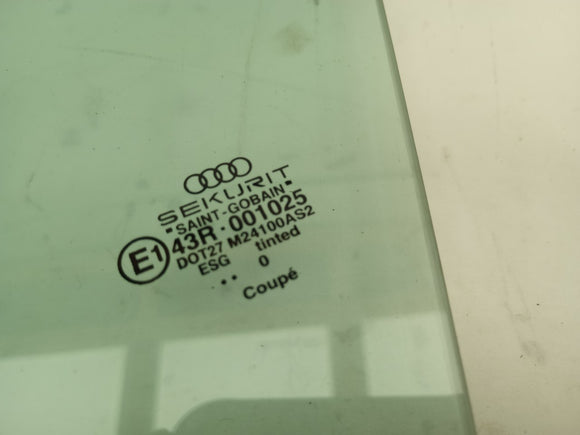 SEKURIT
"SAINT-GOBAIN"
E1 43R-001025
DOT27 M24100AS2
ESG tinted
.. 0
Coupé